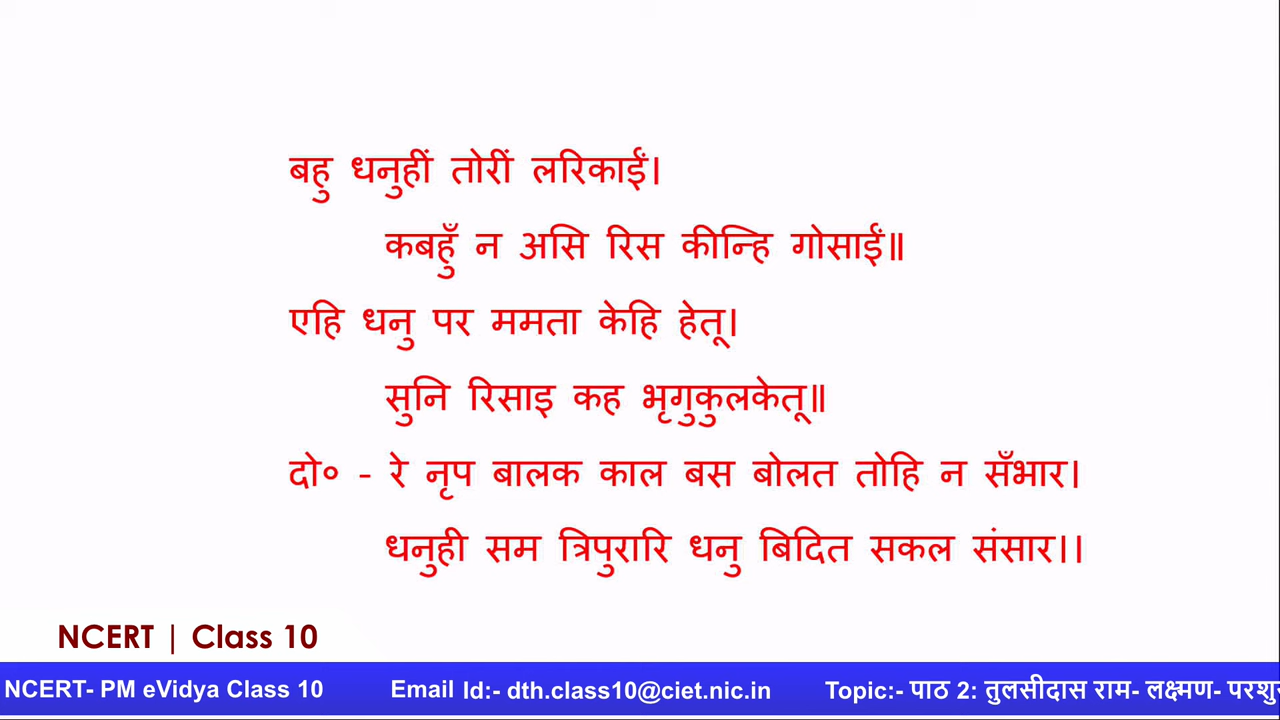 बहु धनुहीं तोरीं लरिकाईं।
कबहुँ न असि रिस कीन्हि गोसाईं॥
एहि धनु पर ममता केहि हेतू।
सुनि रिसाइ कह भृगुकुलकेतू॥
दो० - रे नृप बालक काल बस बोलत तोहि न सँभार।
धनुही सम त्रिपुरारि धनु बिदित सकल संसार।।
NCERT | Class 10
NCERT- PM eVidya Class 10 Email Id:- dth.class10@ciet.nic.in Topic:- पाठ 2: तुलसीदास राम- लक्ष्मण-